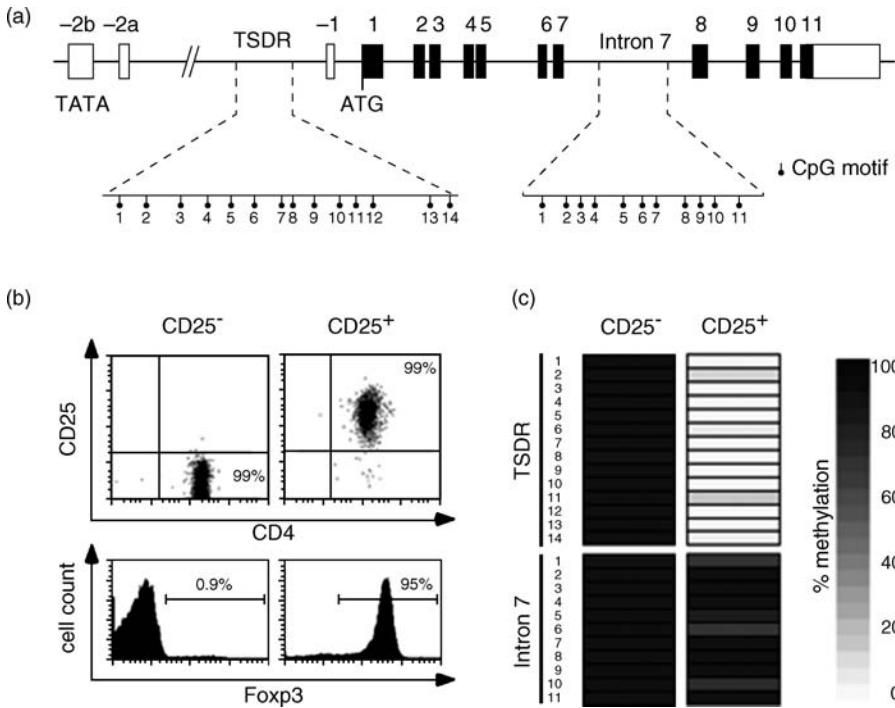 (a)
–2b –2a TSDR –1 1 2 3 4 5 6 7 Intron 7 8 9 10 11
TATA ATG
CpG motif
1 2 3 4 5 6 7 8 9 10 11 12 13 14
1 2 3 4 5 6 7 8 9 10 11
(b)
CD25- CD25+
CD25
99%
99%
CD4
cell count
0.9%
95%
Foxp3
(c)
CD25- CD25+
TSDR
1
2
3
4
5
6
7
8
9
10
11
12
13
14
Intron 7
1
2
3
4
5
6
7
8
9
10
11
% methylation
100
80
60
40
20
0